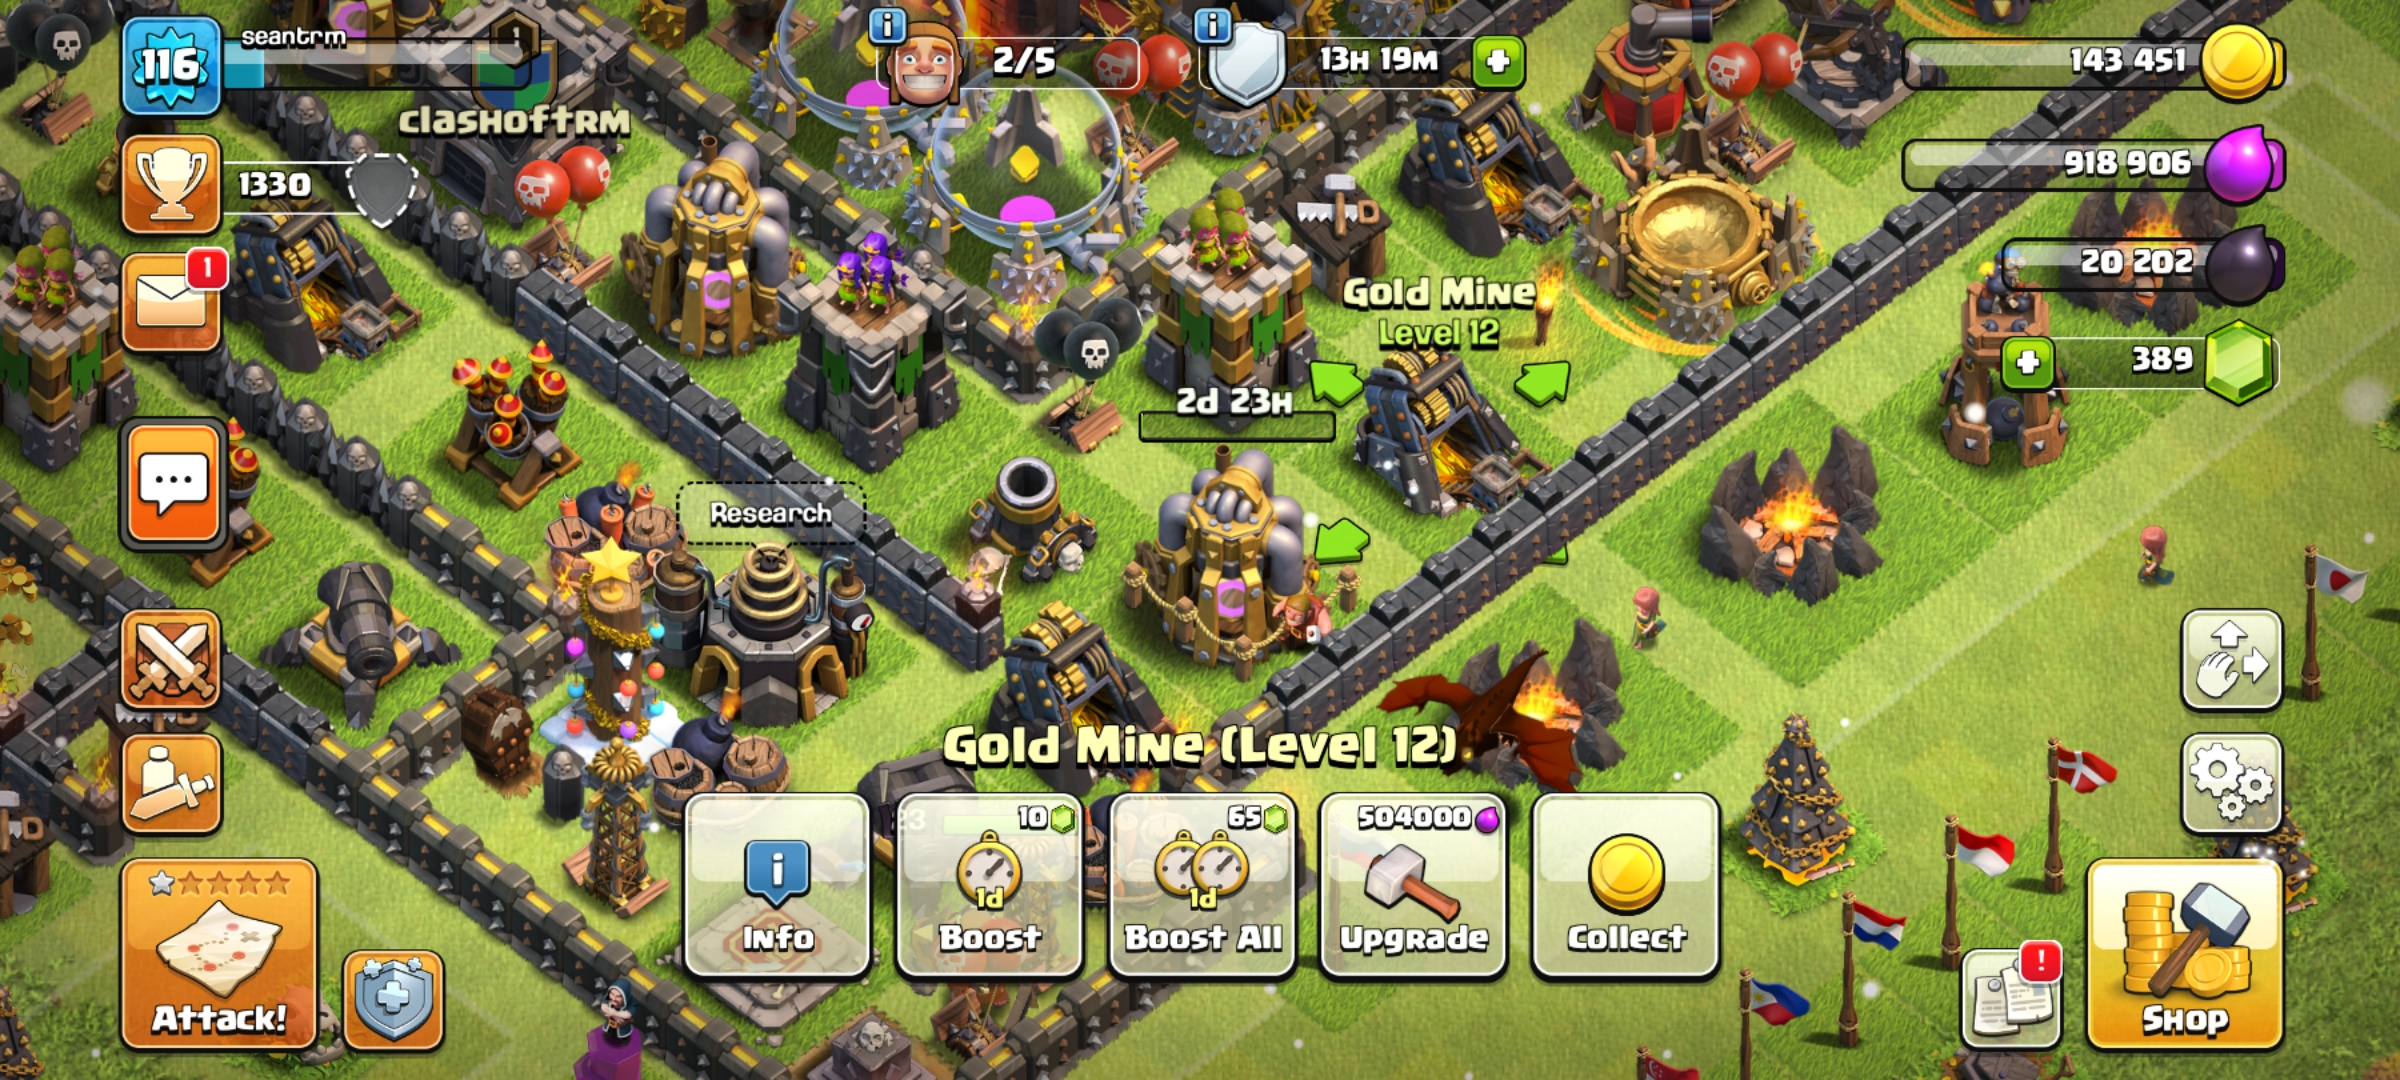 116
seantrm
2/5
13H 19M
143 451
clashoftrm
1330
918 906
1
20 202
Gold Mine
Level 12
389
2d 23H
Research
Gold Mine (Level 12)
10
65
504000
1d
1d
Info
Boost
Boost All
Upgrade
Collect
Attack!
!
Shop